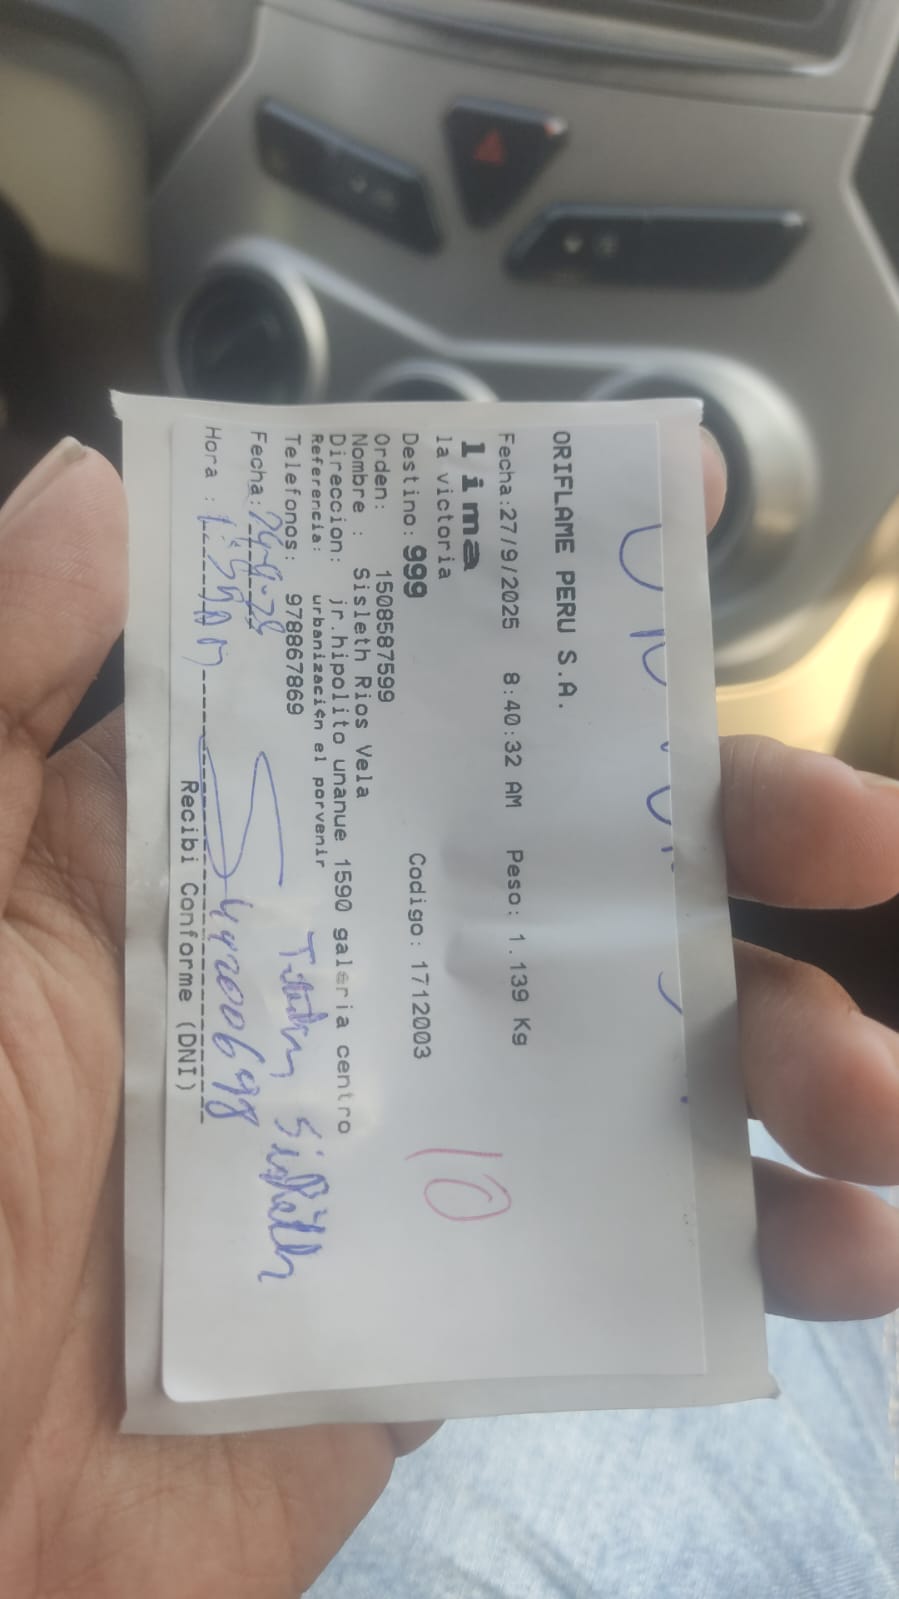 ORIFLAME PERU S.A.
Fecha:27/9/2025 8:40:32 AM Peso: 1.139 Kg
lima
la victoria
Destino: 999 Codigo: 1712003
10
Orden: 1508587599
Nombre : Sisleth Rios Vela
Direccion: jr.hipolito unanue 1590 galeria centro
Referencia: urbanización el porvenir
Telefonos: 978867869
Fecha:
Sisleth
Hora :
Recibi Conforme (DNI)